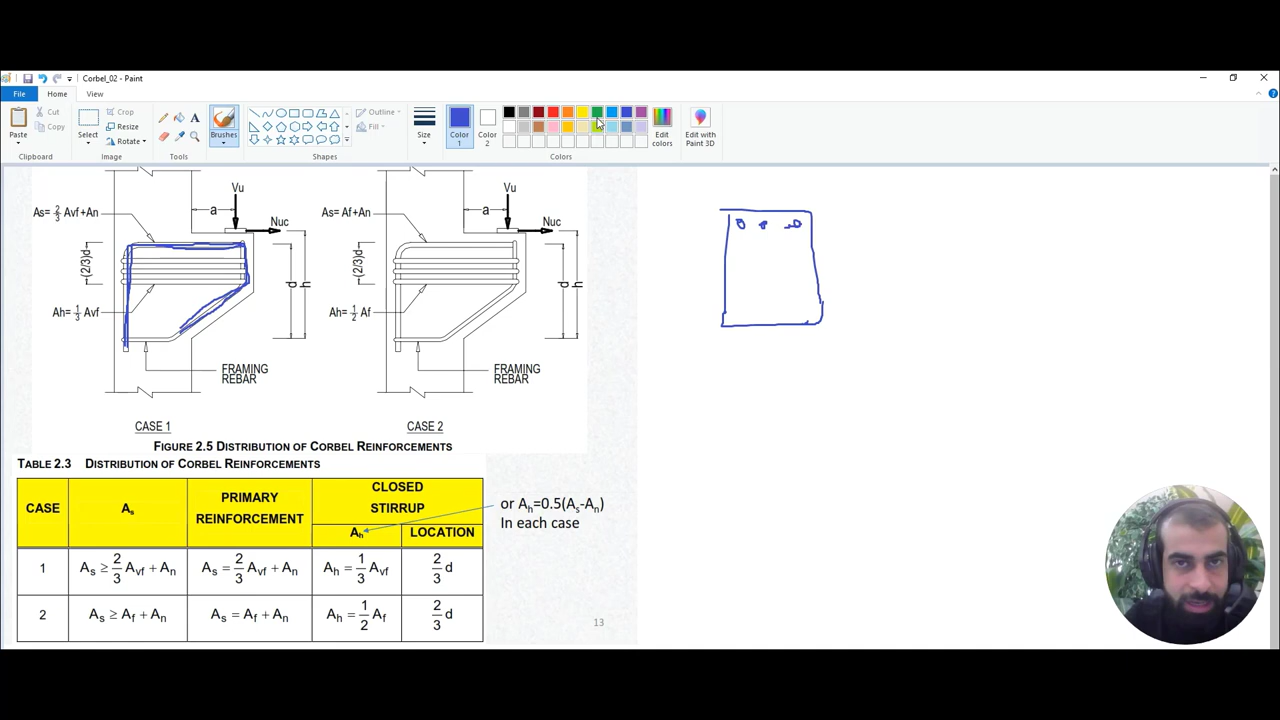 Corbel_02 - Paint
File Home View
Paste
Cut
Copy
Clipboard
Select
Crop
Resize
Rotate
Image
A
Tools
Brushes
Shapes
Outline
Fill
Size
Color 1
Color 2
Edit colors
Colors
Edit with Paint 3D
Vu
a
Nuc
As= 2/3 Avf+An
(2/3)d
Ah= 1/3 Avf
d
h
FRAMING
REBAR
CASE 1
Vu
a
Nuc
As=Af+An
(2/3)d
Ah= 1/2 Af
d
h
FRAMING
REBAR
CASE 2
FIGURE 2.5 DISTRIBUTION OF CORBEL REINFORCEMENTS
TABLE 2.3 DISTRIBUTION OF CORBEL REINFORCEMENTS
CASE
As
PRIMARY
REINFORCEMENT
CLOSED
STIRRUP
Ah
LOCATION
1
As ≥ 2/3 Avf + An
As = 2/3 Avf + An
Ah = 1/3 Avf
2/3 d
2
As ≥ Af + An
As = Af + An
Ah = 1/2 Af
2/3 d
or Ah=0.5(As-An)
In each case
13